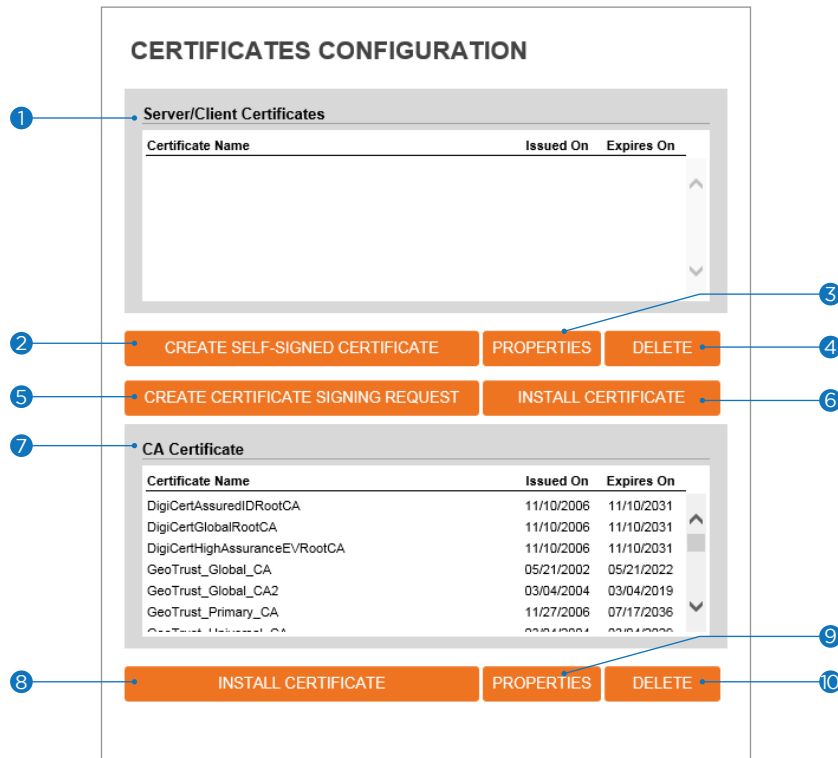 CERTIFICATES CONFIGURATION
1
Server/Client Certificates
Certificate Name Issued On Expires On
3
2
CREATE SELF-SIGNED CERTIFICATE PROPERTIES DELETE
4
5
CREATE CERTIFICATE SIGNING REQUEST INSTALL CERTIFICATE
6
7
CA Certificate
Certificate Name Issued On Expires On
DigiCertAssuredIDRootCA 11/10/2006 11/10/2031
DigiCertGlobalRootCA 11/10/2006 11/10/2031
DigiCertHighAssuranceEVRootCA 11/10/2006 11/10/2031
GeoTrust_Global_CA 05/21/2002 05/21/2022
GeoTrust_Global_CA2 03/04/2004 03/04/2019
GeoTrust_Primary_CA 11/27/2006 07/17/2036
9
8
INSTALL CERTIFICATE PROPERTIES DELETE
10